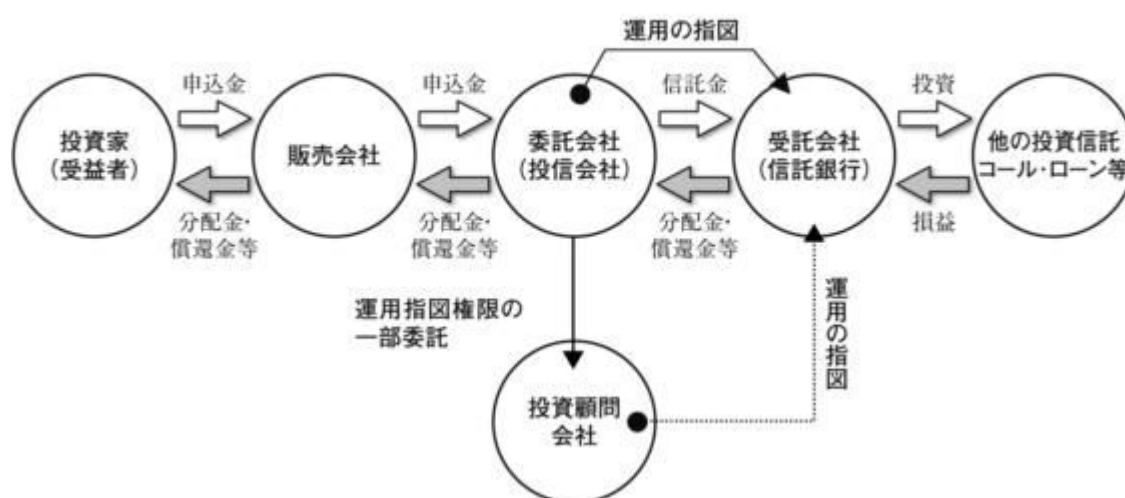 運用の指図
申込金
申込金
信託金
投資
投資家
(受益者)
販売会社
委託会社
(投信会社)
受託会社
(信託銀行)
他の投資信託
コール・ローン等
分配金・
償還金等
分配金・
償還金等
分配金・
償還金等
損益
運用指図権限の
一部委託
運用の指図
投資顧問
会社